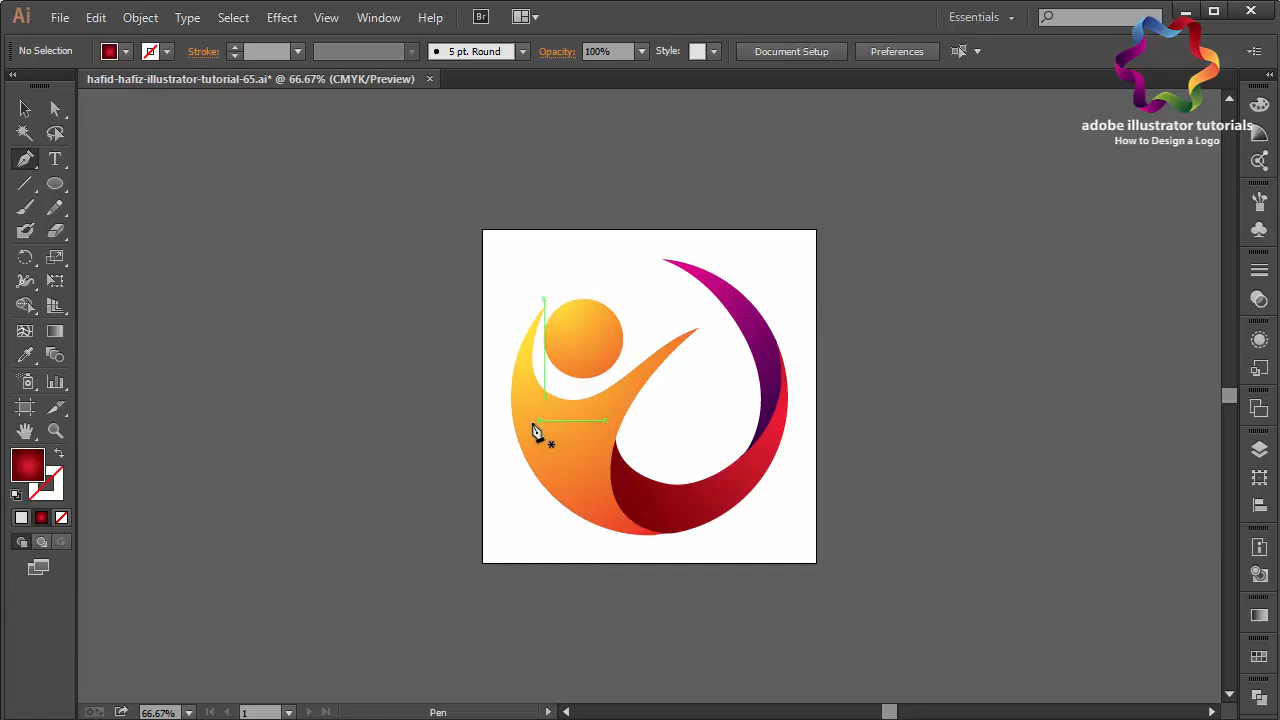 Ai File Edit Object Type Select Effect View Window Help Br Essentials
No Selection Stroke: 5 pt. Round Opacity: 100% Style: Document Setup Preferences
hafid-hafiz-illustrator-tutorial-65.ai* @ 66.67% (CMYK/Preview)
adobe illustrator tutorials
How to Design a Logo
T
66.67% 1 Pen